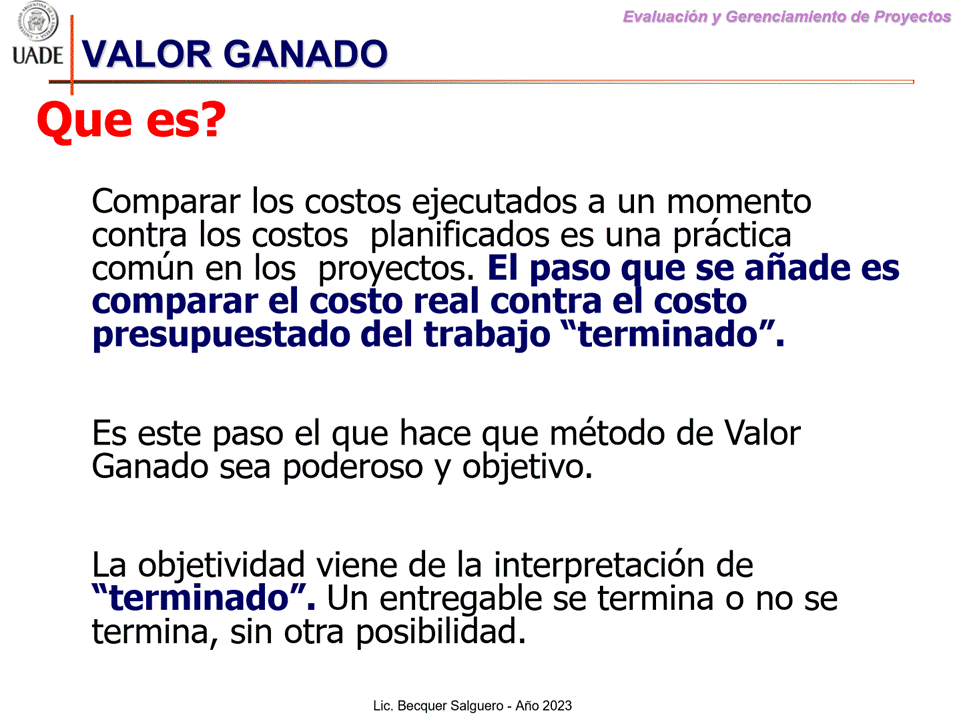 Evaluación y Gerenciamiento de Proyectos
UADE
VALOR GANADO
Que es?
Comparar los costos ejecutados a un momento
contra los costos  planificados es una práctica
común en los  proyectos. El paso que se añade es
comparar el costo real contra el costo
presupuestado del trabajo “terminado”.
Es este paso el que hace que método de Valor
Ganado sea poderoso y objetivo.
La objetividad viene de la interpretación de
“terminado”. Un entregable se termina o no se
termina, sin otra posibilidad.
Lic. Becquer Salguero - Año 2023